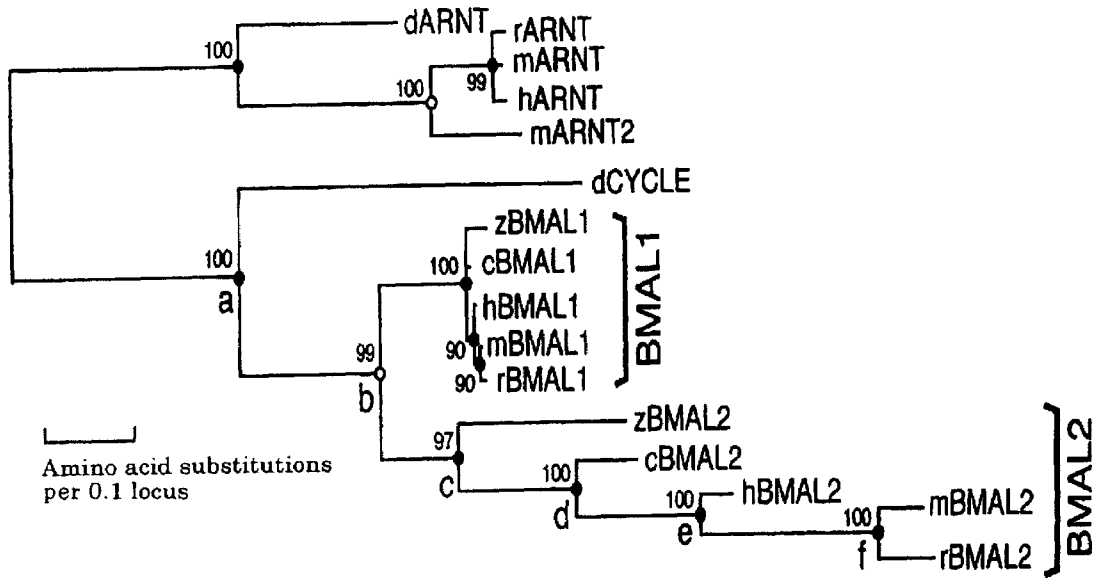 dARNT
rARNT
100
mARNT
100
99
hARNT
mARNT2
dCYCLE
zBMAL1
100
100
cBMAL1
a
hBMAL1
BMAL1
99
90
mBMAL1
90
rBMAL1
b
zBMAL2
97
Amino acid substitutions
per 0.1 locus
100
cBMAL2
c
BMAL2
100
hBMAL2
d
100
mBMAL2
e
f
rBMAL2